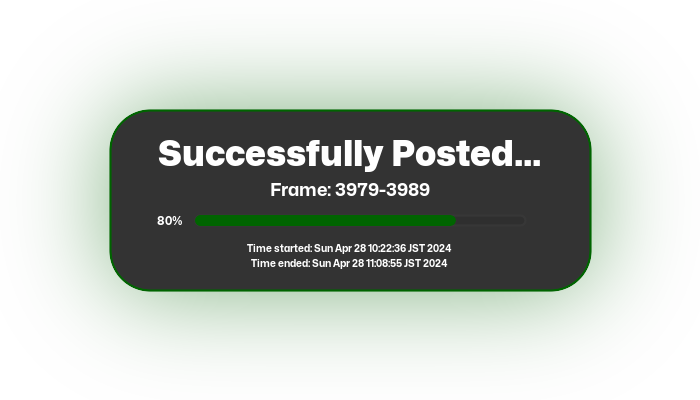 Successfully Posted...
Frame: 3979-3989
80%
Time started: Sun Apr 28 10:22:36 JST 2024
Time ended: Sun Apr 28 11:08:55 JST 2024